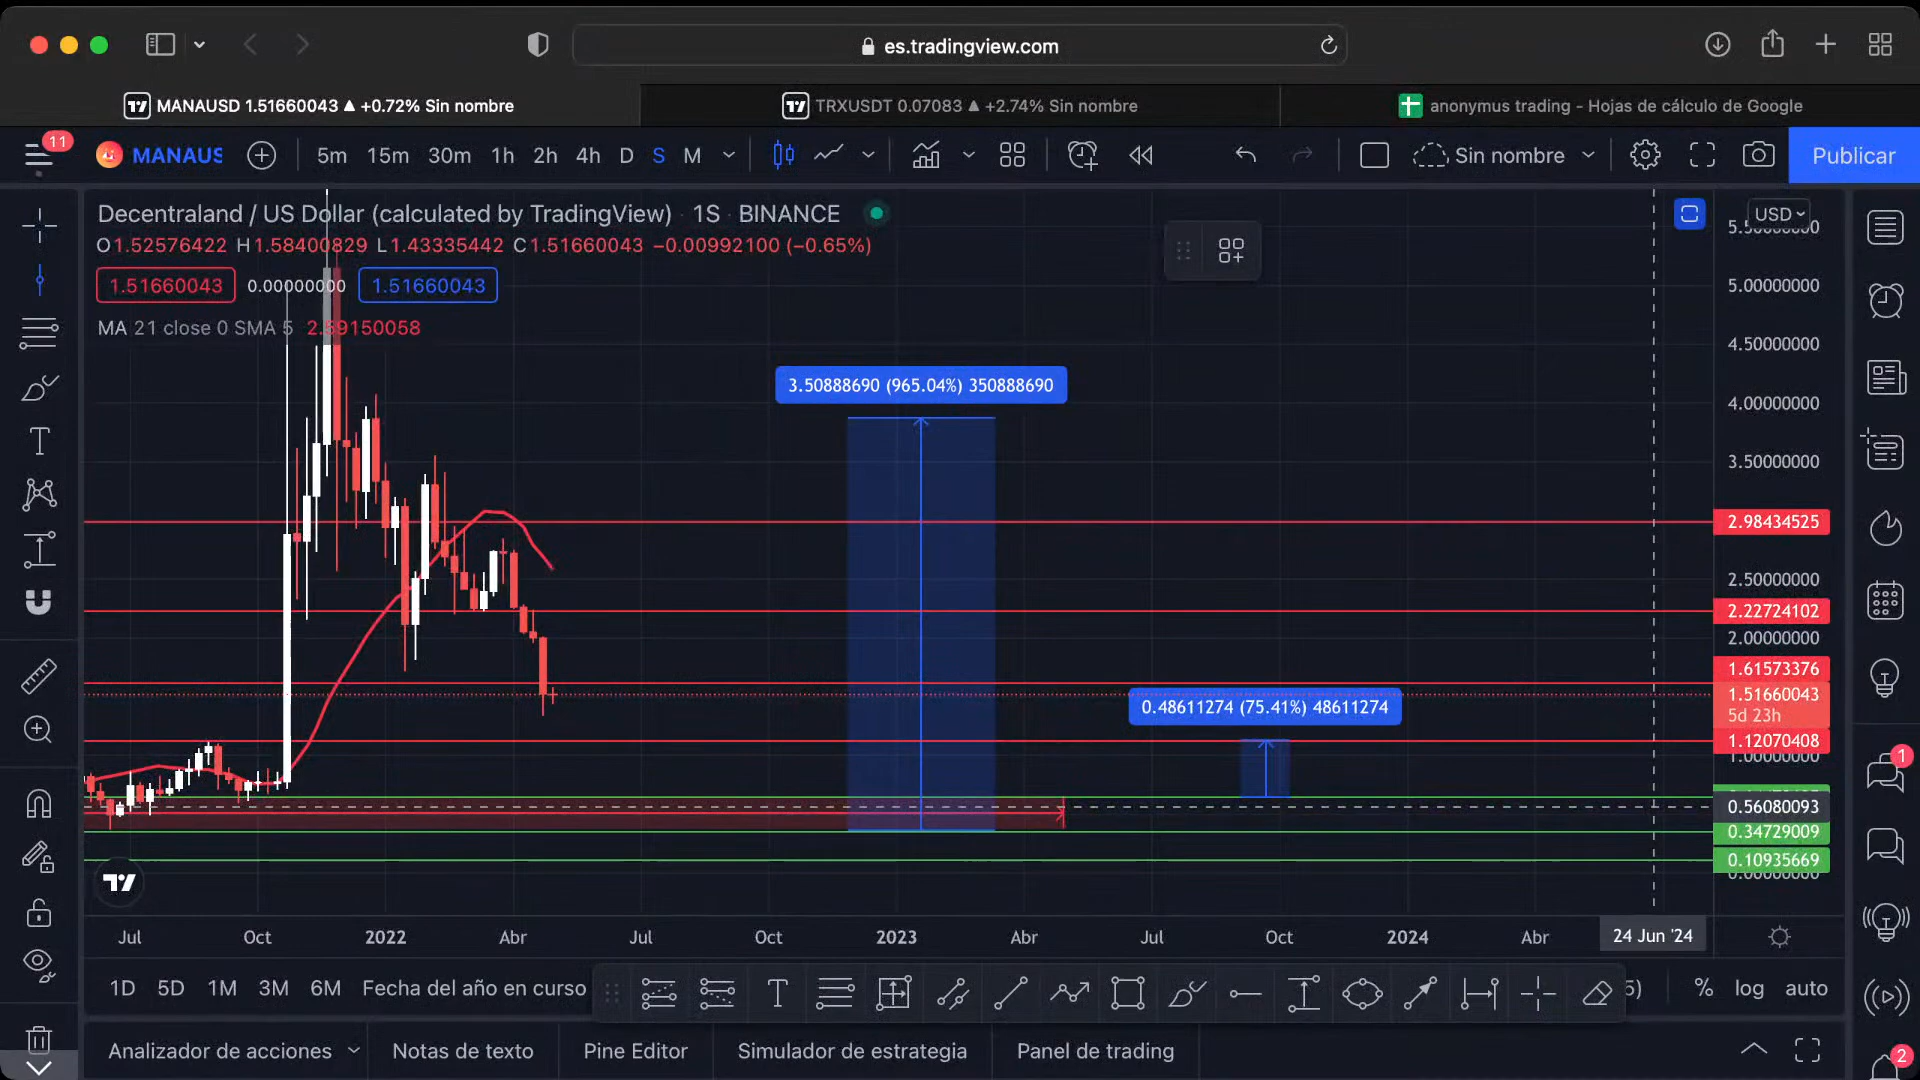 es.tradingview.com
MANAUSD 1.51660043 ▲ +0.72% Sin nombre
TRXUSDT 0.07083 ▲ +2.74% Sin nombre
anonymus trading - Hojas de cálculo de Google
11
MANAUS
5m 15m 30m 1h 2h 4h D S M
Sin nombre
Publicar
Decentraland / US Dollar (calculated by TradingView) · 1S · BINANCE
USD
O1.52576422 H1.58400829 L1.43335442 C1.51660043 −0.00992100 (−0.65%)
1.51660043 0.00000000 1.51660043
MA 21 close 0 SMA 5 2.59150058
5.00000000
4.50000000
3.50888690 (965.04%) 350888690
4.00000000
3.50000000
2.98434525
2.50000000
2.22724102
2.00000000
1.61573376
1.51660043
5d 23h
0.48611274 (75.41%) 48611274
1.12070408
1.00000000
0.56080093
0.34729009
0.10935669
0.00000000
1
Jul Oct 2022 Abr Jul Oct 2023 Abr Jul Oct 2024 Abr 24 Jun '24
1D 5D 1M 3M 6M Fecha del año en curso
5) % log auto
Analizador de acciones Notas de texto Pine Editor Simulador de estrategia Panel de trading
2